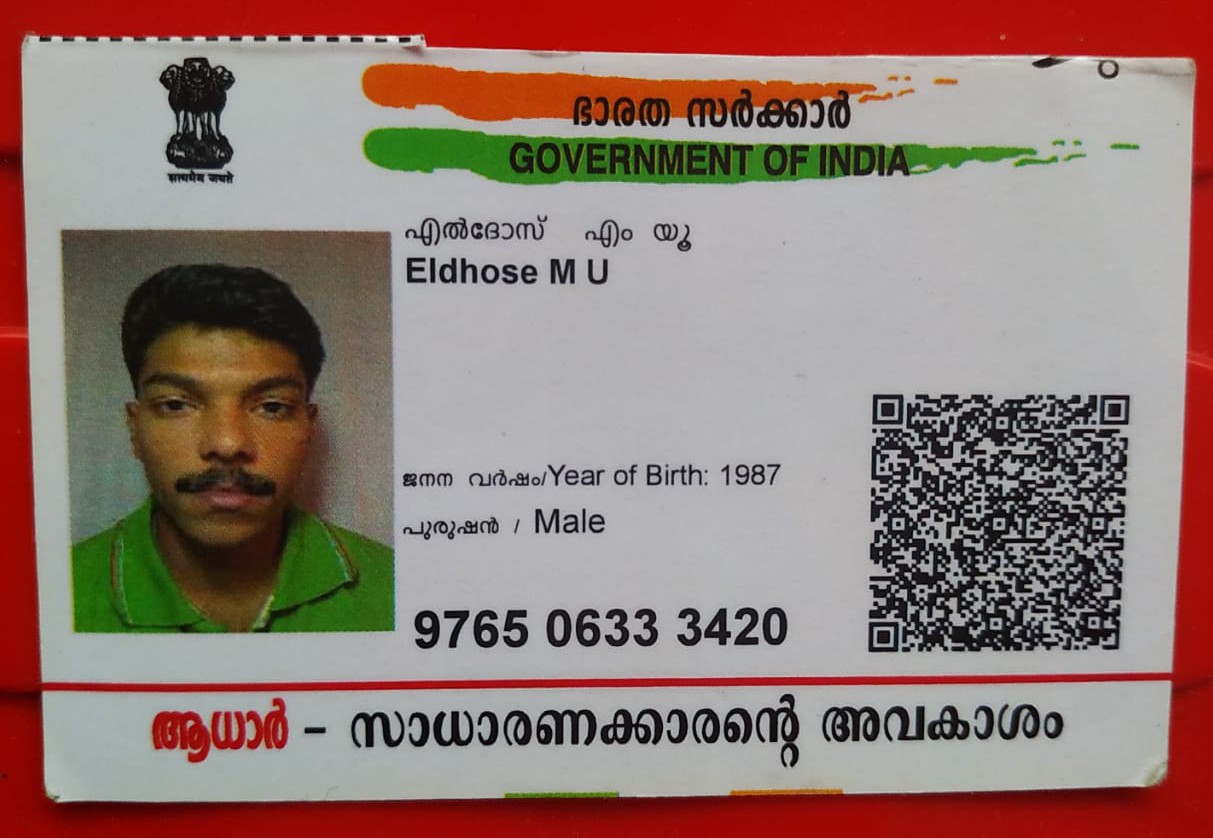 ഭാരത സർക്കാർ
GOVERNMENT OF INDIA
सत्यमेव जयते
എൽദോസ് എം യൂ
Eldhose M U
ജനന വർഷം/Year of Birth: 1987
പുരുഷൻ / Male
9765 0633 3420
ആധാർ - സാധാരണക്കാരന്റെ അവകാശം